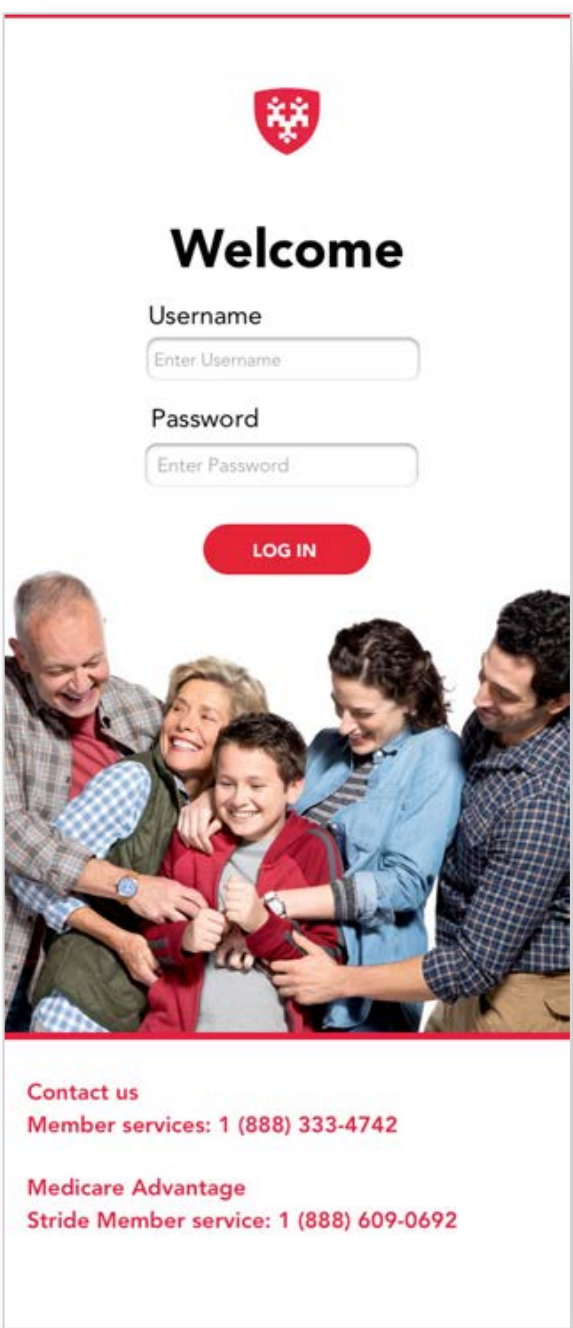 Welcome
Username
Enter Username
Password
Enter Password
LOG IN
Contact us
Member services: 1 (888) 333-4742
Medicare Advantage
Stride Member service: 1 (888) 609-0692